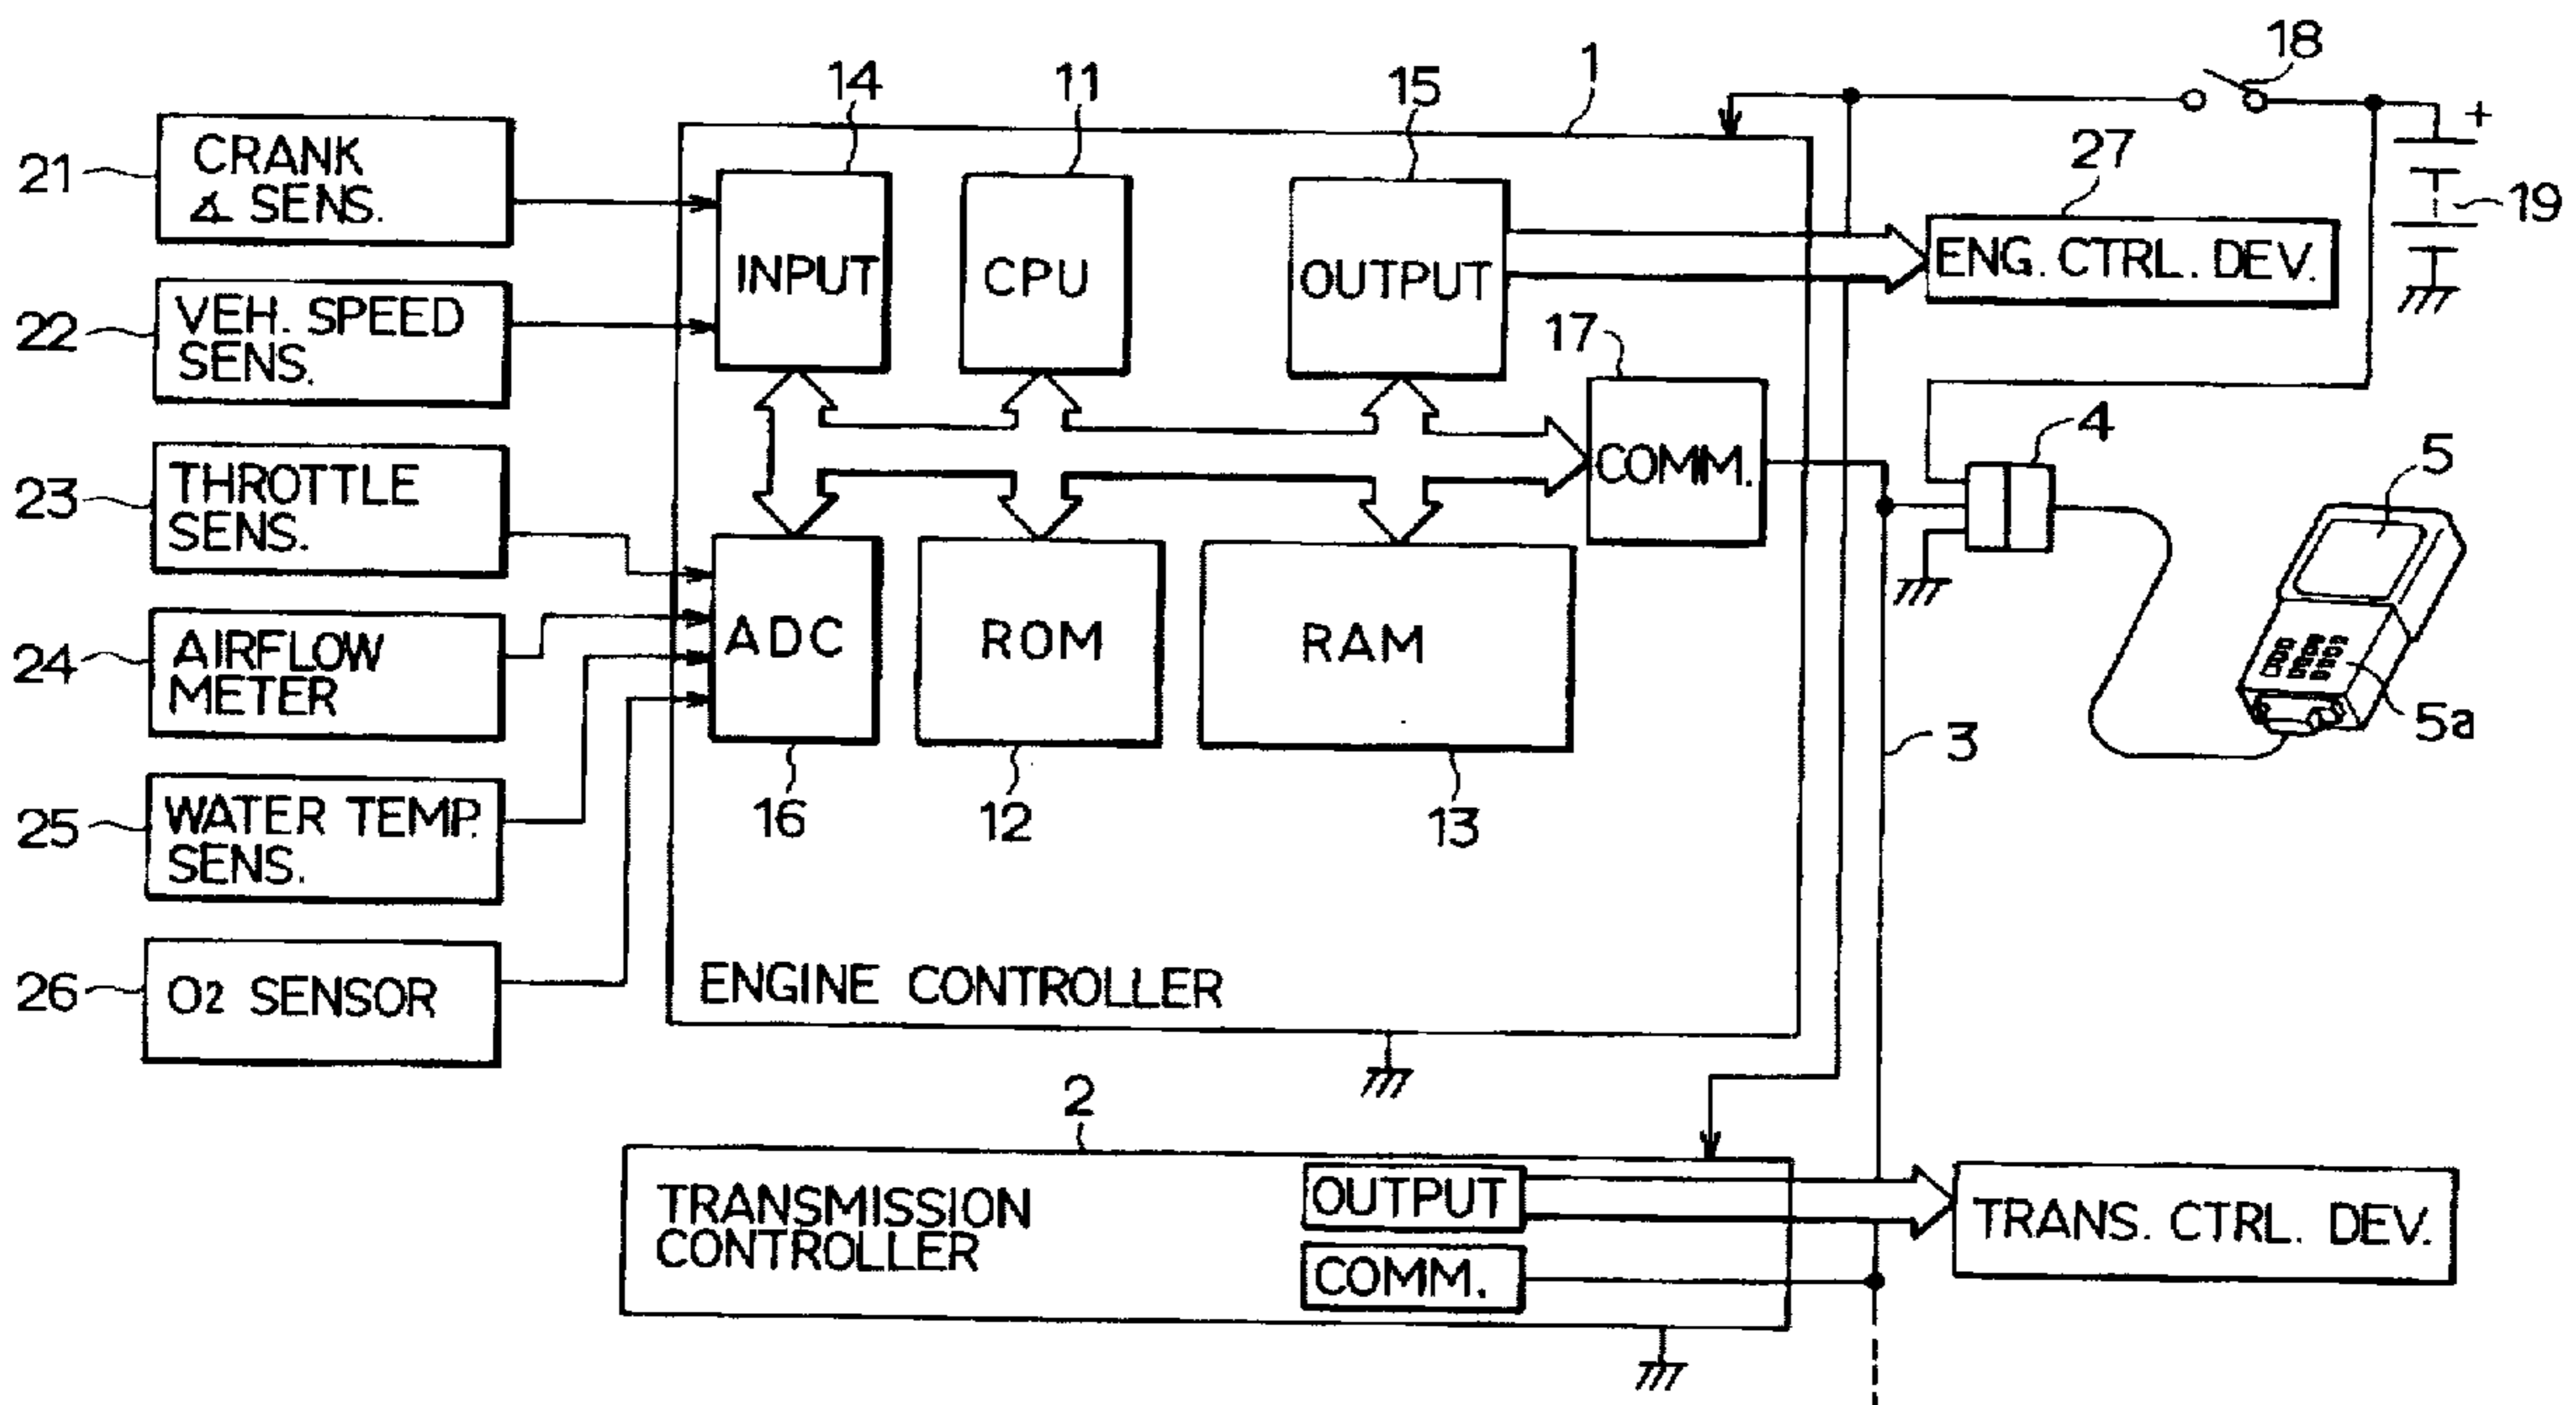 18
14
11
15
1
+
27
19
21
CRANK
∡ SENS.
INPUT
CPU
OUTPUT
ENG. CTRL. DEV.
22
VEH. SPEED
SENS.
17
4
5
23
THROTTLE
SENS.
COMM.
24
AIRFLOW
METER
ADC
ROM
RAM
5a
3
16
12
13
25
WATER TEMP.
SENS.
26
O2 SENSOR
ENGINE CONTROLLER
2
TRANSMISSION
CONTROLLER
OUTPUT
COMM.
TRANS. CTRL. DEV.